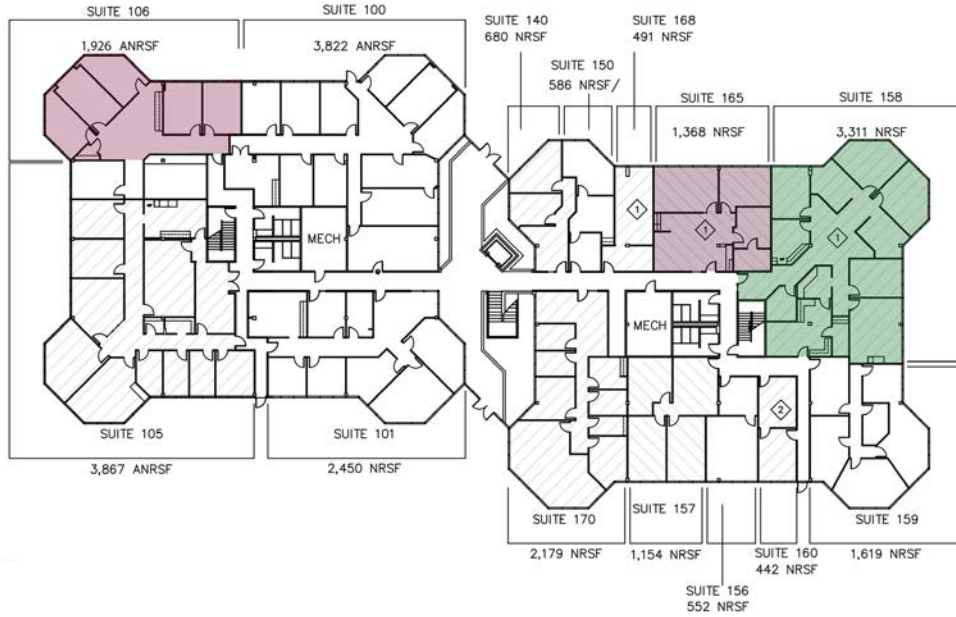 SUITE 106
1,926 ANRSF
SUITE 100
3,822 ANRSF
SUITE 140
680 NRSF
SUITE 150
586 NRSF/
SUITE 168
491 NRSF
SUITE 165
1,368 NRSF
SUITE 158
3,311 NRSF
MECH
1
1
1
MECH
2
SUITE 105
3,867 ANRSF
SUITE 101
2,450 NRSF
SUITE 170
2,179 NRSF
SUITE 157
1,154 NRSF
SUITE 156
552 NRSF
SUITE 160
442 NRSF
SUITE 159
1,619 NRSF